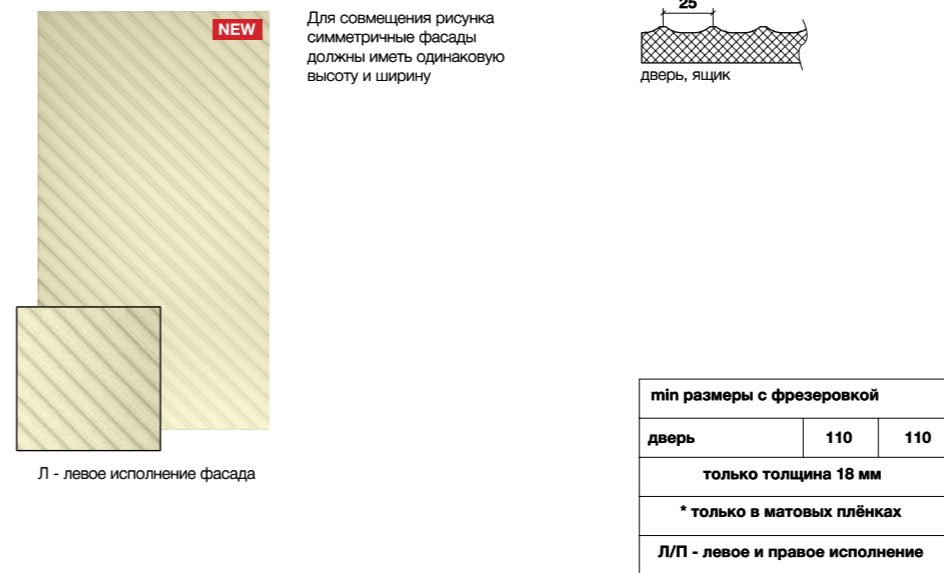 NEW
Для совмещения рисунка
симметричные фасады
должны иметь одинаковую
высоту и ширину
25
дверь, ящик
Л - левое исполнение фасада
min размеры с фрезеровкой
дверь 110 110
только толщина 18 мм
* только в матовых плёнках
Л/П - левое и правое исполнение